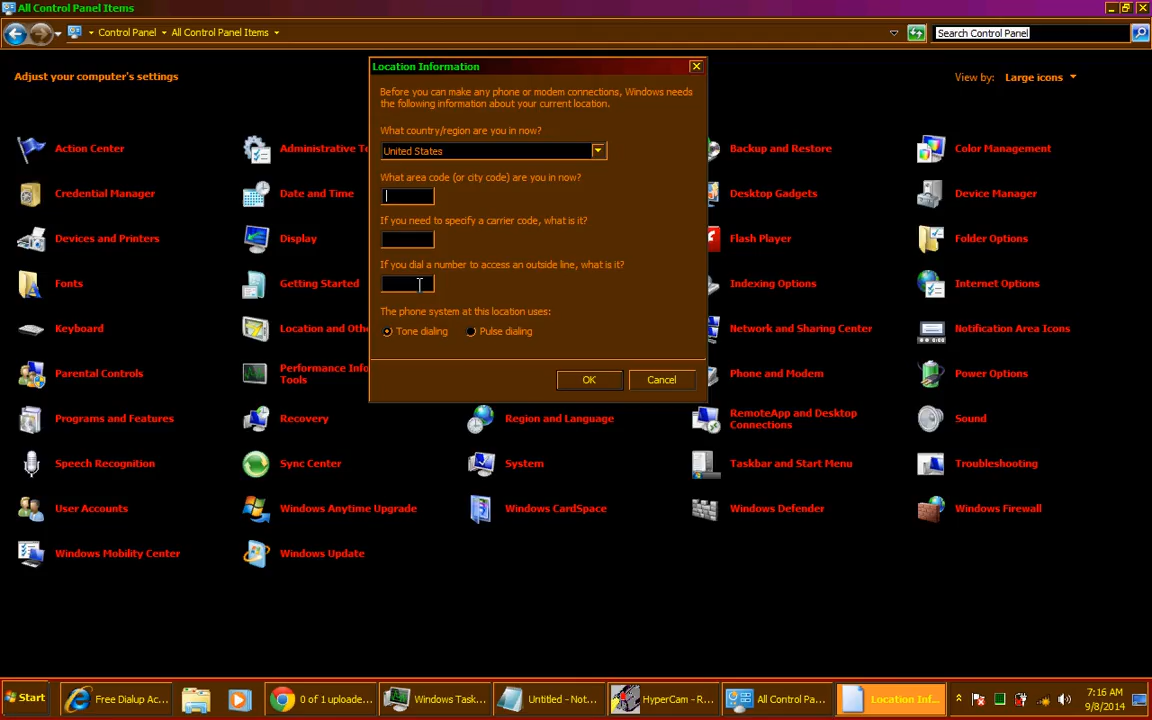 All Control Panel Items
Control Panel
All Control Panel Items
Search Control Panel
Adjust your computer's settings
View by:
Large icons
Location Information
Before you can make any phone or modem connections, Windows needs
the following information about your current location.
What country/region are you in now?
United States
What area code (or city code) are you in now?
If you need to specify a carrier code, what is it?
If you dial a number to access an outside line, what is it?
The phone system at this location uses:
Tone dialing
Pulse dialing
OK
Cancel
Action Center
Administrative T
Backup and Restore
Color Management
Credential Manager
Date and Time
Desktop Gadgets
Device Manager
Devices and Printers
Display
Flash Player
Folder Options
Fonts
Getting Started
Indexing Options
Internet Options
Keyboard
Location and Oth
Network and Sharing Center
Notification Area Icons
Parental Controls
Performance Info
Tools
Phone and Modem
Power Options
Programs and Features
Recovery
Region and Language
RemoteApp and Desktop
Connections
Sound
Speech Recognition
Sync Center
System
Taskbar and Start Menu
Troubleshooting
User Accounts
Windows Anytime Upgrade
Windows CardSpace
Windows Defender
Windows Firewall
Windows Mobility Center
Windows Update
Start
Free Dialup Ac...
0 of 1 uploade...
Windows Task...
Untitled - Not...
HyperCam - R...
All Control Pa...
Location Inf...
7:16 AM
9/8/2014